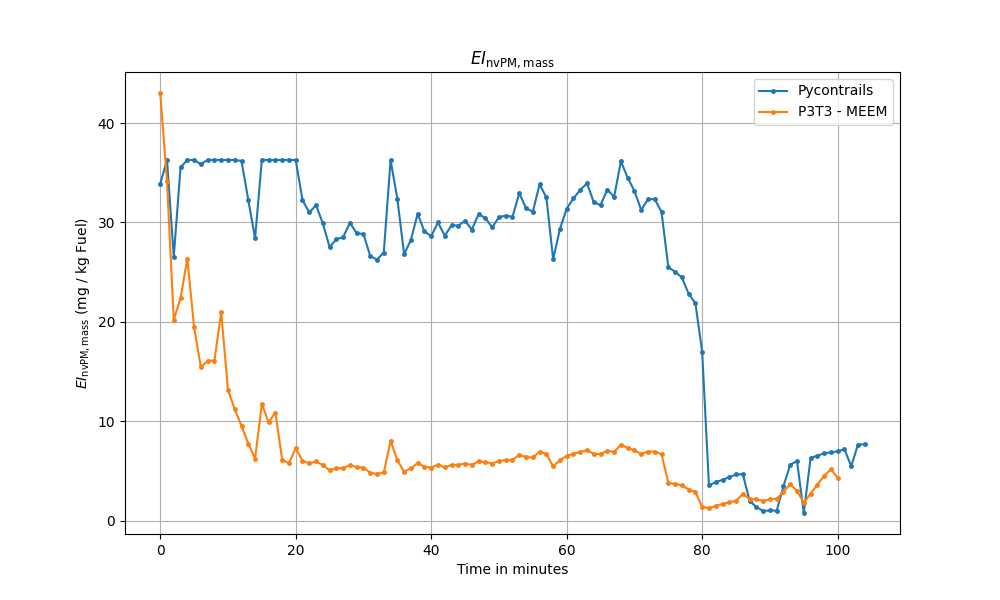 EI_nvPM, mass
Pycontrails
P3T3 - MEEM
EI_nvPM, mass (mg / kg Fuel)
40
30
20
10
0
0 20 40 60 80 100
Time in minutes